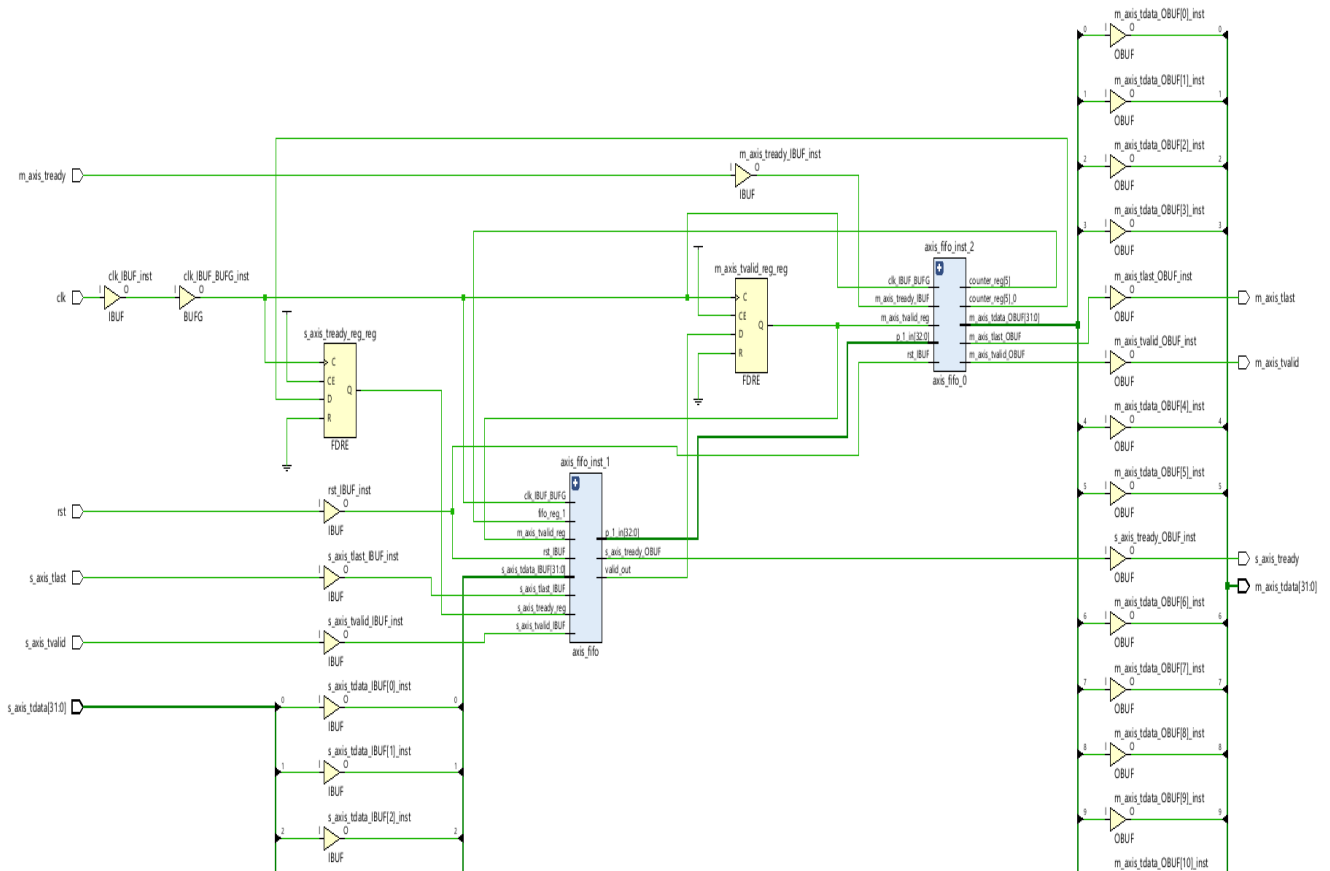 m_axis_tdata_OBUF[0]_inst
0 I O 0
OBUF
m_axis_tdata_OBUF[1]_inst
1 I O 1
OBUF
m_axis_tdata_OBUF[2]_inst
2 I O 2
OBUF
m_axis_tdata_OBUF[3]_inst
3 I O 3
OBUF
m_axis_tlast_OBUF_inst
I O
OBUF
m_axis_tlast
m_axis_tvalid_OBUF_inst
I O
OBUF
m_axis_tvalid
m_axis_tdata_OBUF[4]_inst
4 I O 4
OBUF
m_axis_tdata_OBUF[5]_inst
5 I O 5
OBUF
s_axis_tready_OBUF_inst
I O
OBUF
s_axis_tready
m_axis_tdata[31:0]
m_axis_tdata_OBUF[6]_inst
6 I O 6
OBUF
m_axis_tdata_OBUF[7]_inst
7 I O 7
OBUF
m_axis_tdata_OBUF[8]_inst
8 I O 8
OBUF
m_axis_tdata_OBUF[9]_inst
9 I O 9
OBUF
m_axis_tdata_OBUF[10]_inst
m_axis_tready
m_axis_tready_IBUF_inst
I O
IBUF
clk
clk_IBUF_inst
I O
IBUF
clk_IBUF_BUFG_inst
I O
BUFG
s_axis_tready_reg_reg
C
CE
D
R
Q
FDRE
m_axis_tvalid_reg_reg
C
CE
D
R
Q
FDRE
axis_fifo_inst_2
clk_IBUF_BUFG
m_axis_tready_IBUF
m_axis_tvalid_reg
p_1_in[32:0]
rst_IBUF
counter_reg[5]
counter_reg[5]_0
m_axis_tdata_OBUF[31:0]
m_axis_tlast_OBUF
m_axis_tvalid_OBUF
axis_fifo_0
axis_fifo_inst_1
clk_IBUF_BUFG
fifo_reg_1
m_axis_tvalid_reg
rst_IBUF
s_axis_tdata_IBUF[31:0]
s_axis_tlast_IBUF
s_axis_tready_reg
s_axis_tvalid_IBUF
p_1_in[32:0]
s_axis_tready_OBUF
valid_out
axis_fifo
rst
rst_IBUF_inst
I O
IBUF
s_axis_tlast
s_axis_tlast_IBUF_inst
I O
IBUF
s_axis_tvalid
s_axis_tvalid_IBUF_inst
I O
IBUF
s_axis_tdata[31:0]
s_axis_tdata_IBUF[0]_inst
0 I O 0
IBUF
s_axis_tdata_IBUF[1]_inst
1 I O 1
IBUF
s_axis_tdata_IBUF[2]_inst
2 I O 2
IBUF